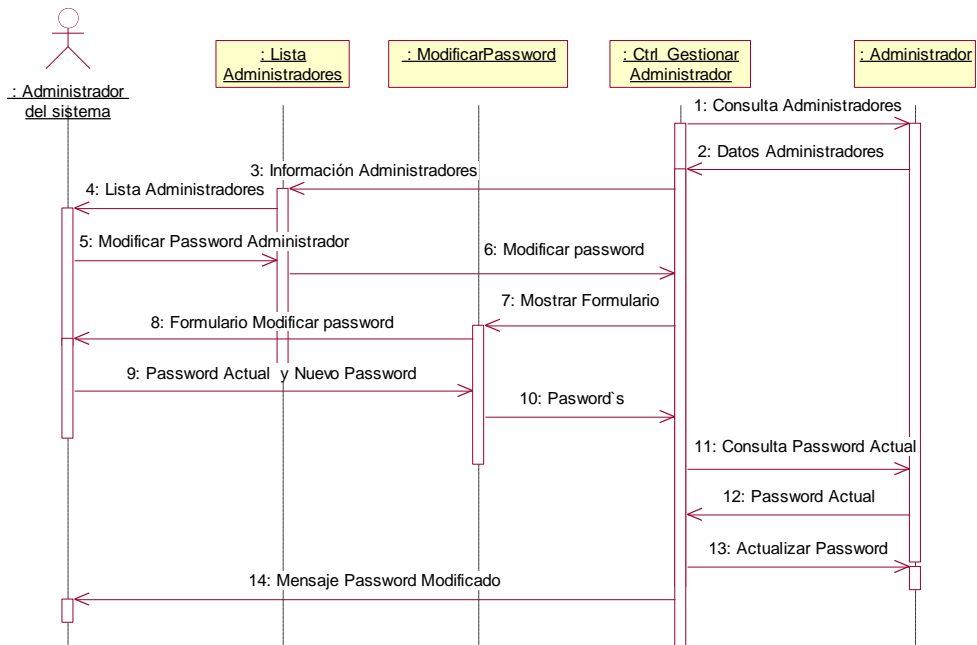 : Administrador
del sistema
: Lista
Administradores
: ModificarPassword
: Ctrl_Gestionar
Administrador
: Administrador
1: Consulta Administradores
2: Datos Administradores
3: Información Administradores
4: Lista Administradores
5: Modificar Password Administrador
6: Modificar password
7: Mostrar Formulario
8: Formulario Modificar password
9: Password Actual y Nuevo Password
10: Pasword`s
11: Consulta Password Actual
12: Password Actual
13: Actualizar Password
14: Mensaje Password Modificado